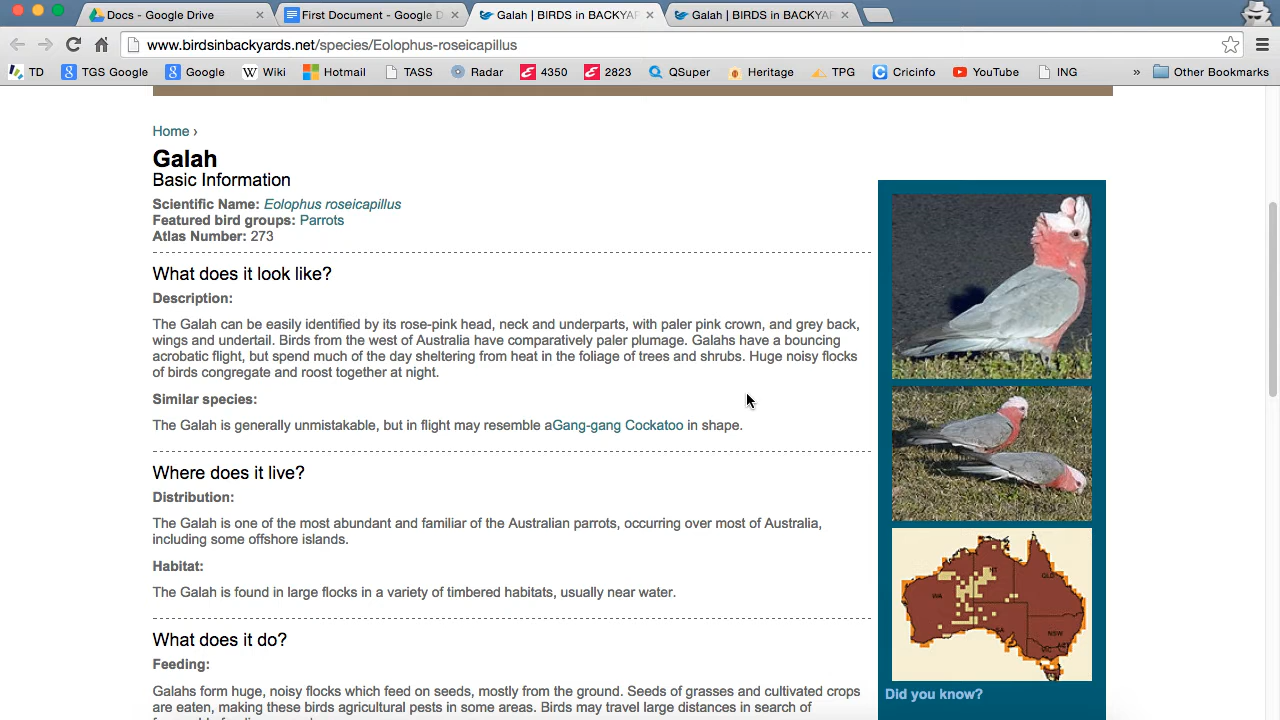 Docs - Google Drive
First Document - Google D
Galah | BIRDS in BACKYAR
Galah | BIRDS in BACKYAR
www.birdsinbackyards.net/species/Eolophus-roseicapillus
TD TGS Google Google Wiki Hotmail TASS Radar 4350 2823 QSuper Heritage TPG Cricinfo YouTube ING » Other Bookmarks
Home ›
Galah
Basic Information
Scientific Name: Eolophus roseicapillus
Featured bird groups: Parrots
Atlas Number: 273
What does it look like?
Description:
The Galah can be easily identified by its rose-pink head, neck and underparts, with paler pink crown, and grey back,
wings and undertail. Birds from the west of Australia have comparatively paler plumage. Galahs have a bouncing
acrobatic flight, but spend much of the day sheltering from heat in the foliage of trees and shrubs. Huge noisy flocks
of birds congregate and roost together at night.
Similar species:
The Galah is generally unmistakable, but in flight may resemble aGang-gang Cockatoo in shape.
Where does it live?
Distribution:
The Galah is one of the most abundant and familiar of the Australian parrots, occurring over most of Australia,
including some offshore islands.
Habitat:
The Galah is found in large flocks in a variety of timbered habitats, usually near water.
What does it do?
Feeding:
Galahs form huge, noisy flocks which feed on seeds, mostly from the ground. Seeds of grasses and cultivated crops
are eaten, making these birds agricultural pests in some areas. Birds may travel large distances in search of
WA
NT
QLD
SA
NSW
Did you know?